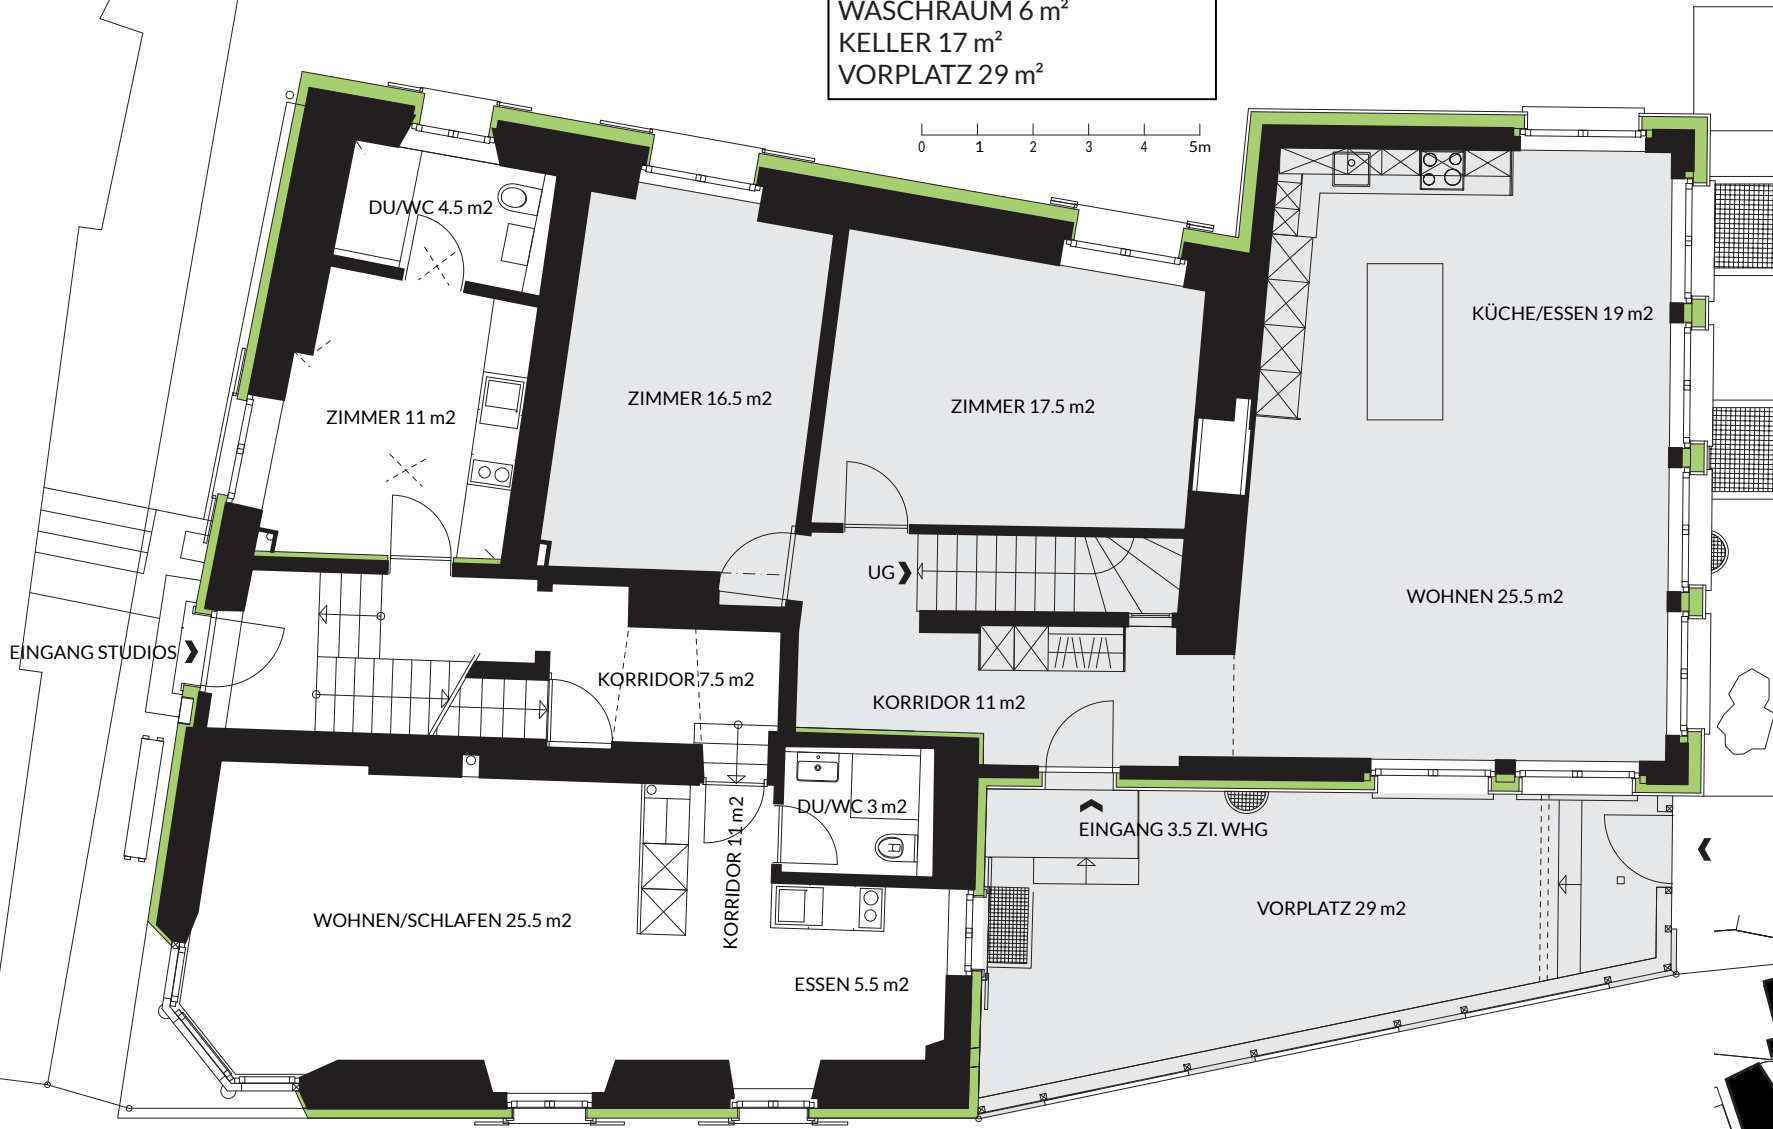 WASCHRAUM 6 m²
KELLER 17 m²
VORPLATZ 29 m²
0 1 2 3 4 5m
DU/WC 4.5 m2
KÜCHE/ESSEN 19 m2
ZIMMER 16.5 m2
ZIMMER 17.5 m2
ZIMMER 11 m2
UG
WOHNEN 25.5 m2
EINGANG STUDIOS
KORRIDOR 7.5 m2
KORRIDOR 11 m2
DU/WC 3 m2
EINGANG 3.5 ZI. WHG
KORRIDOR 11 m2
WOHNEN/SCHLAFEN 25.5 m2
VORPLATZ 29 m2
ESSEN 5.5 m2